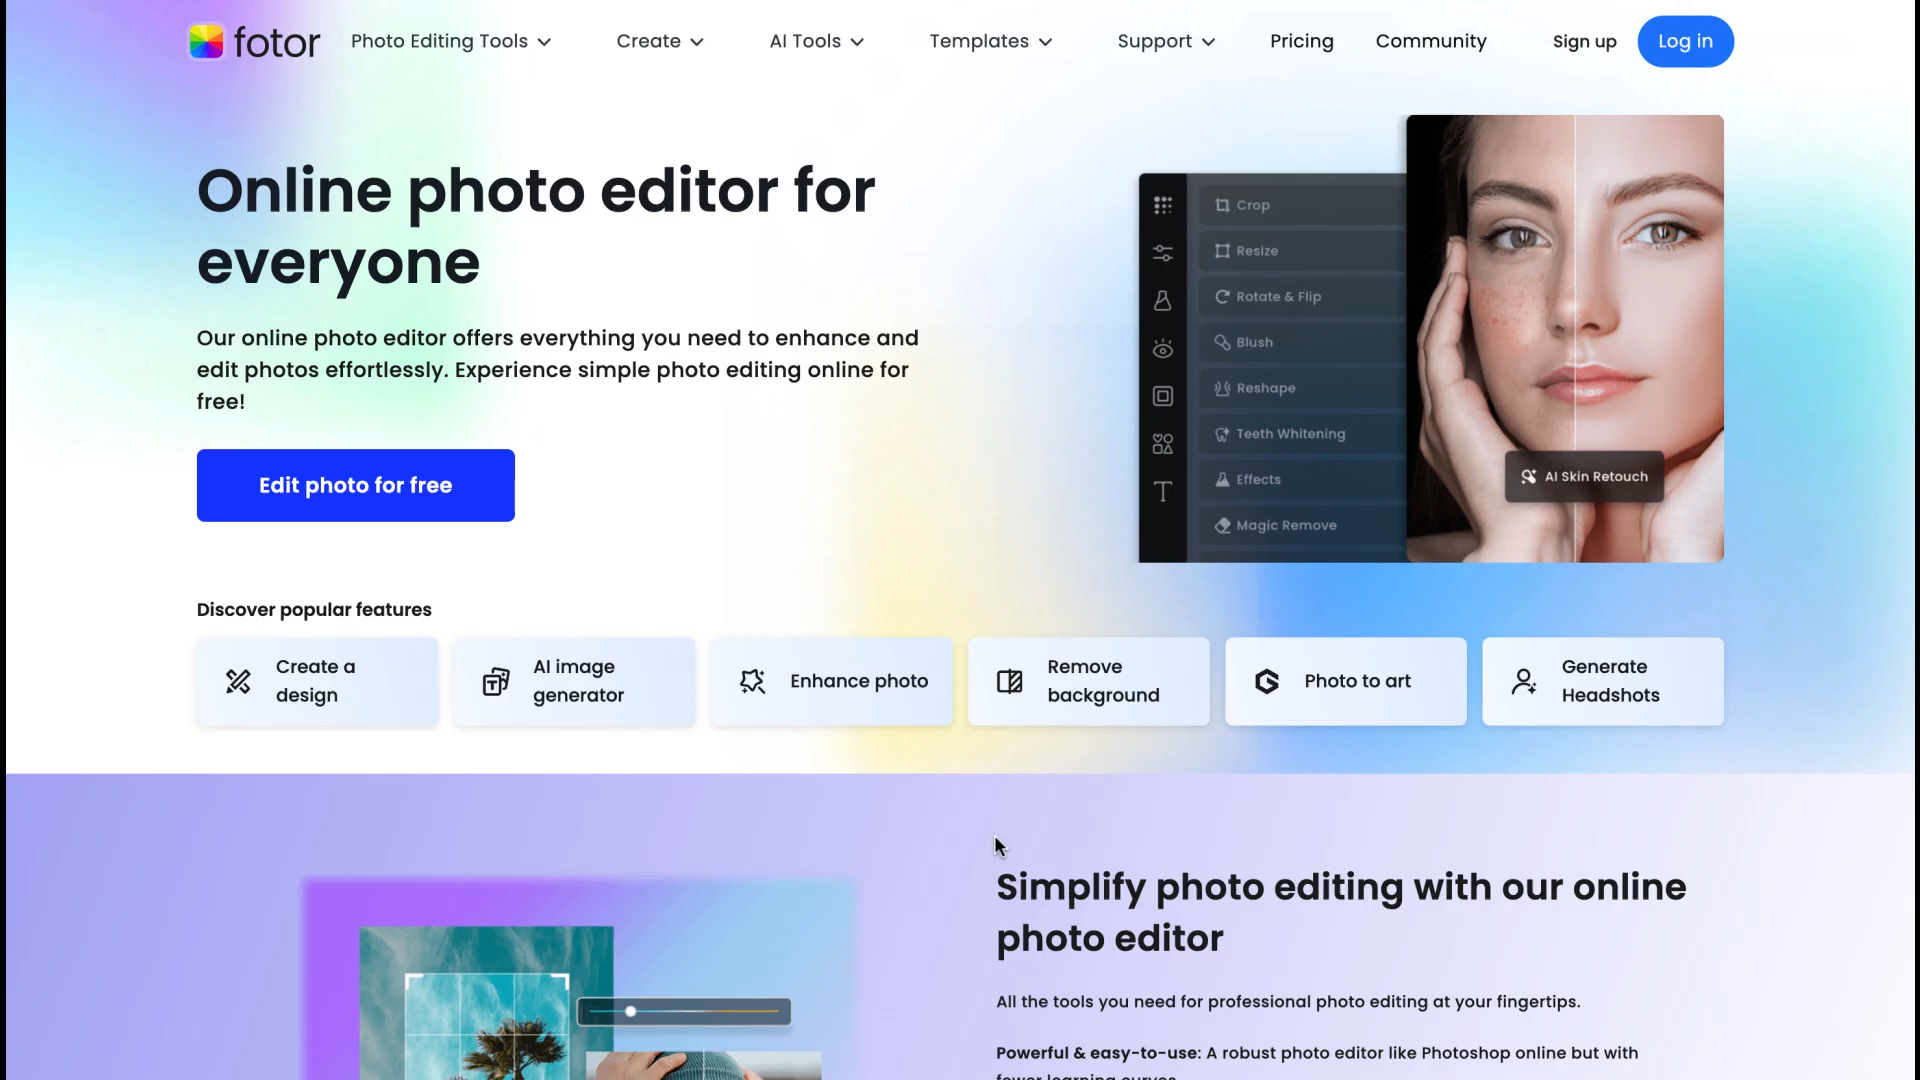 fotor
Photo Editing Tools
Create
AI Tools
Templates
Support
Pricing
Community
Sign up
Log in
Online photo editor for
everyone
Our online photo editor offers everything you need to enhance and
edit photos effortlessly. Experience simple photo editing online for
free!
Edit photo for free
Crop
Resize
Rotate & Flip
Blush
Reshape
Teeth Whitening
Effects
Magic Remove
AI Skin Retouch
Discover popular features
Create a
design
AI image
generator
Enhance photo
Remove
background
Photo to art
Generate
Headshots
Simplify photo editing with our online
photo editor
All the tools you need for professional photo editing at your fingertips.
Powerful & easy-to-use: A robust photo editor like Photoshop online but with
fewer learning curves